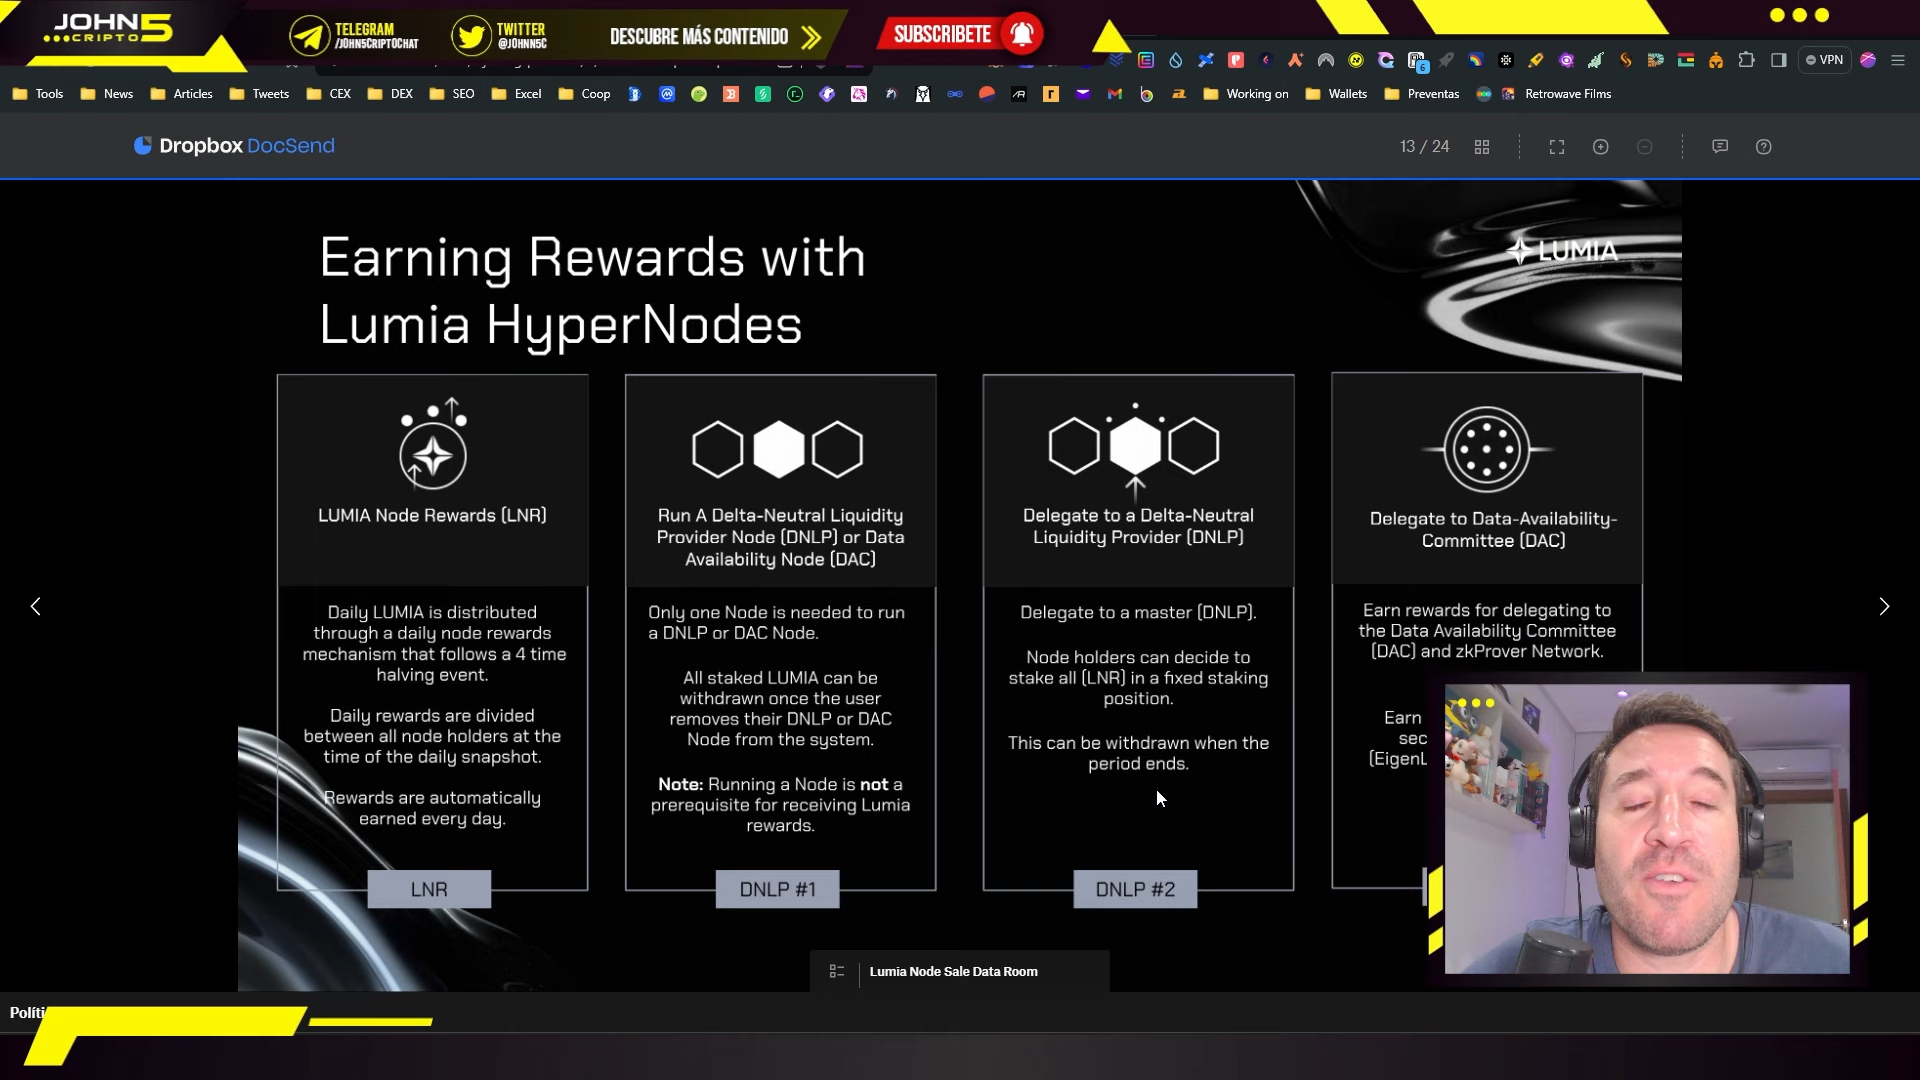 JOHN5
CRIPTO
TELEGRAM
/JOHN5CRIPTOCHAT
TWITTER
@JOHNN5C
DESCUBRE MÁS CONTENIDO
SUBSCRIBETE
6
VPN
Tools
News
Articles
Tweets
CEX
DEX
SEO
Excel
Coop
Working on
Wallets
Preventas
Retrowave Films
Dropbox DocSend
13 / 24
Earning Rewards with
Lumia HyperNodes
LUMIA
LUMIA Node Rewards (LNR)
Daily LUMIA is distributed
through a daily node rewards
mechanism that follows a 4 time
halving event.
Daily rewards are divided
between all node holders at the
time of the daily snapshot.
Rewards are automatically
earned every day.
LNR
Run A Delta-Neutral Liquidity
Provider Node (DNLP) or Data
Availability Node (DAC)
Only one Node is needed to run
a DNLP or DAC Node.
All staked LUMIA can be
withdrawn once the user
removes their DNLP or DAC
Node from the system.
Note: Running a Node is not a
prerequisite for receiving Lumia
rewards.
DNLP #1
Delegate to a Delta-Neutral
Liquidity Provider (DNLP)
Delegate to a master (DNLP).
Node holders can decide to
stake all (LNR) in a fixed staking
position.
This can be withdrawn when the
period ends.
DNLP #2
Delegate to Data-Availability-
Committee (DAC)
Earn rewards for delegating to
the Data Availability Committee
(DAC) and zkProver Network.
Earn
sec
(EigenL
Lumia Node Sale Data Room
Políti